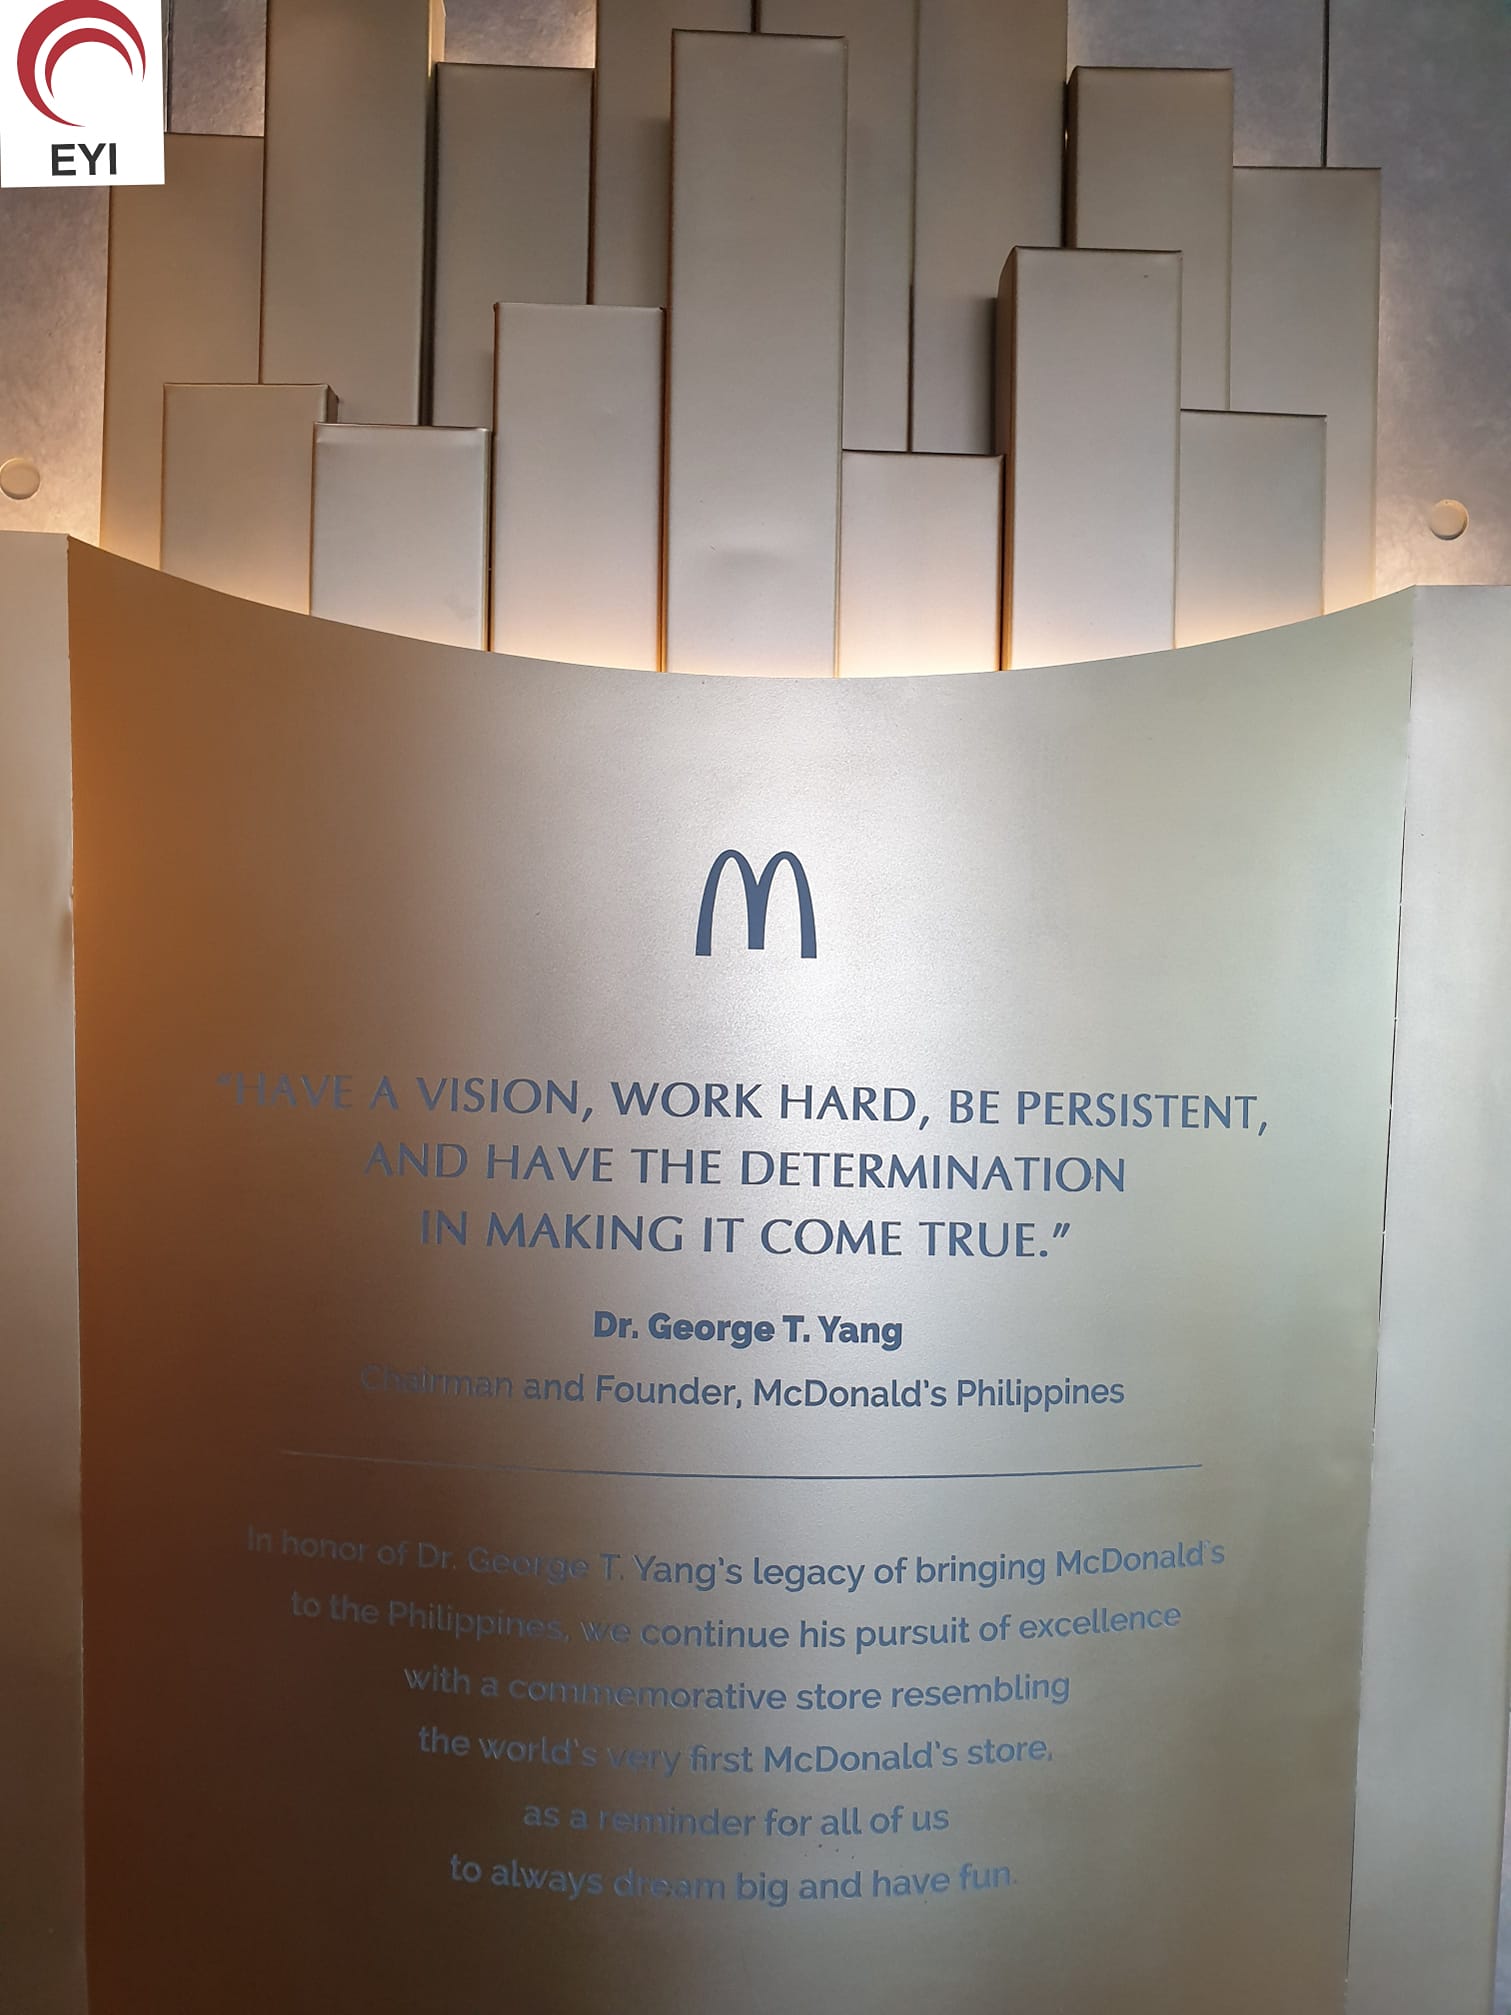 EYI
"HAVE A VISION, WORK HARD, BE PERSISTENT,
AND HAVE THE DETERMINATION
IN MAKING IT COME TRUE."
Dr. George T. Yang
Chairman and Founder, McDonald's Philippines
In honor of Dr. George T. Yang's legacy of bringing McDonald's
to the Philippines, we continue his pursuit of excellence
with a commemorative store resembling
the world's very first McDonald's store,
as a reminder for all of us
to always dream big and have fun.